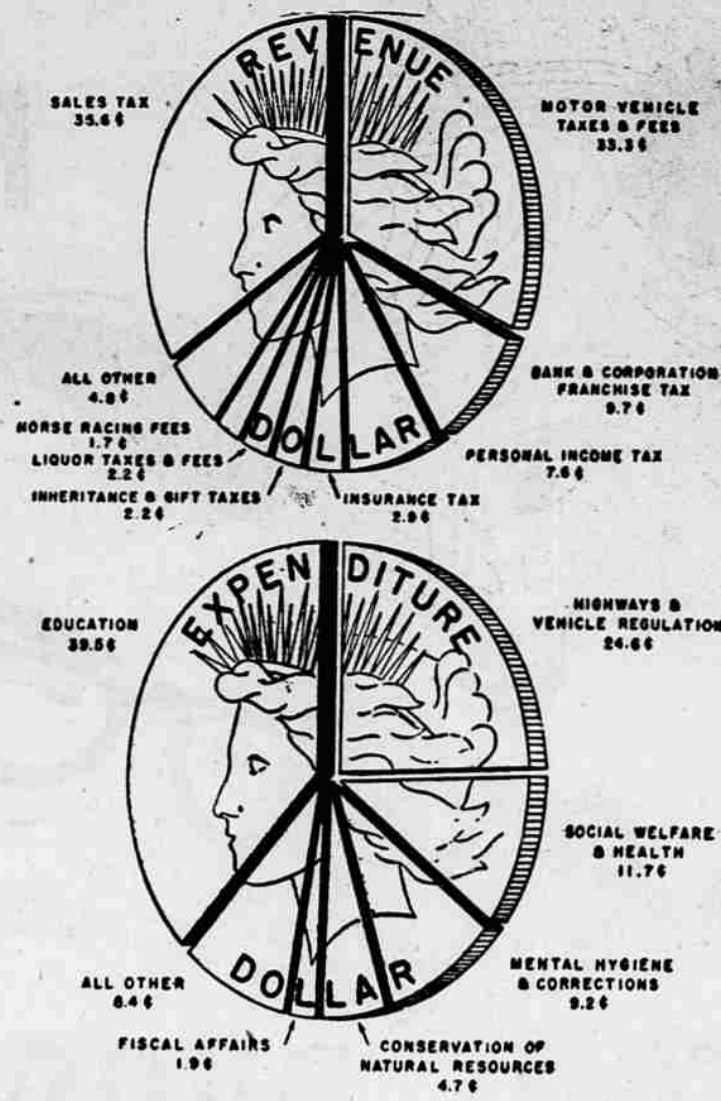 REVENUE
SALES TAX
35.6¢
MOTOR VEHICLE
TAXES & FEES
33.3¢
ALL OTHER
4.8¢
HORSE RACING FEES
1.7¢
LIQUOR TAXES & FEES
2.2¢
INHERITANCE & GIFT TAXES
2.2¢
INSURANCE TAX
2.9¢
PERSONAL INCOME TAX
7.6¢
BANK & CORPORATION
FRANCHISE TAX
9.7¢
DOLLAR
EXPENDITURE
EDUCATION
39.5¢
HIGHWAYS &
VEHICLE REGULATION
24.6¢
SOCIAL WELFARE
& HEALTH
11.7¢
MENTAL HYGIENE
& CORRECTIONS
9.2¢
ALL OTHER
8.4¢
FISCAL AFFAIRS
1.9¢
CONSERVATION OF
NATURAL RESOURCES
4.7¢
DOLLAR